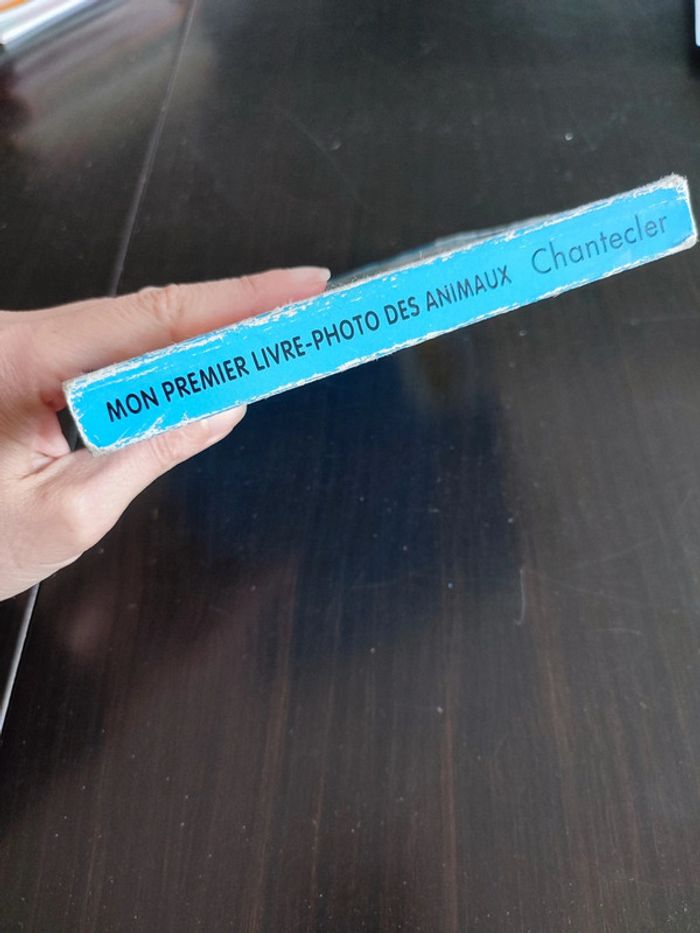 MON PREMIER LIVRE-PHOTO DES ANIMAUX Chantecler